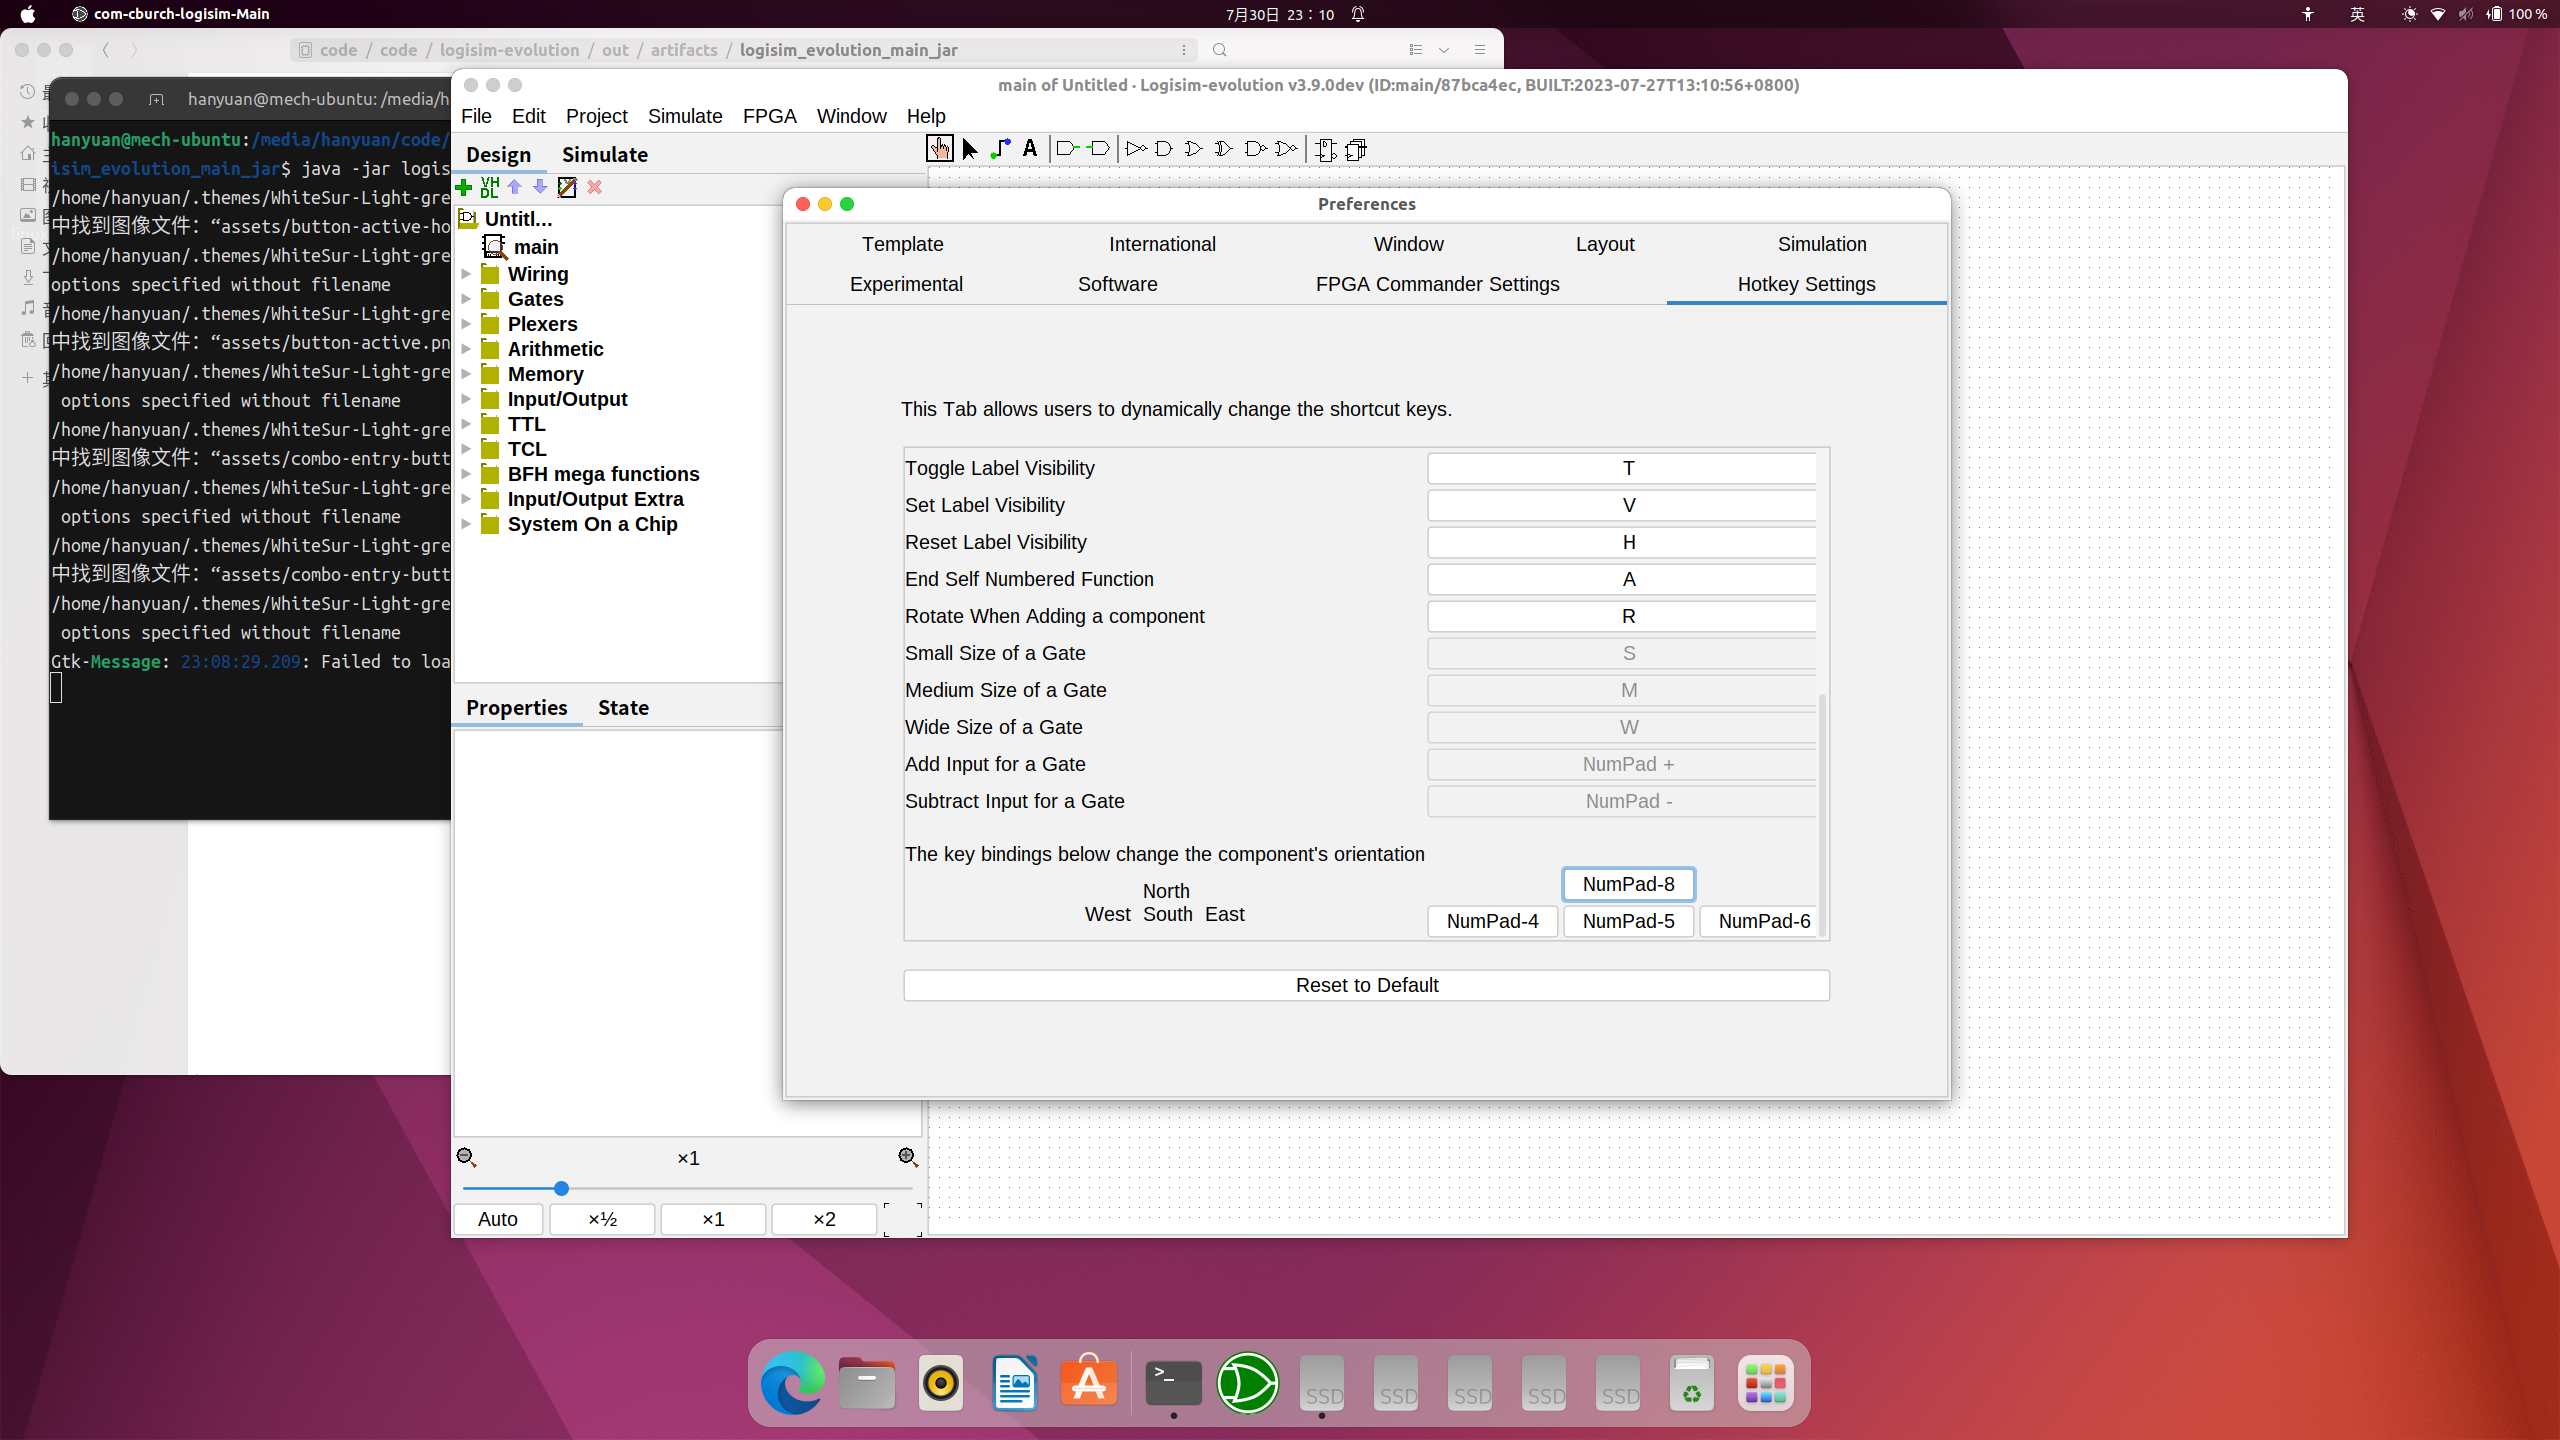 com-cburch-logisim-Main
7月30日 23：10
英
100 %
code / code / logisim-evolution / out / artifacts / logisim_evolution_main_jar
hanyuan@mech-ubuntu: /media/h
hanyuan@mech-ubuntu:/media/hanyuan/code/
isim_evolution_main_jar$ java -jar logis
/home/hanyuan/.themes/WhiteSur-Light-gre
中找到图像文件：“assets/button-active-ho
/home/hanyuan/.themes/WhiteSur-Light-gre
options specified without filename
/home/hanyuan/.themes/WhiteSur-Light-gre
中找到图像文件：“assets/button-active.pn
/home/hanyuan/.themes/WhiteSur-Light-gre
options specified without filename
/home/hanyuan/.themes/WhiteSur-Light-gre
中找到图像文件：“assets/combo-entry-butt
/home/hanyuan/.themes/WhiteSur-Light-gre
options specified without filename
/home/hanyuan/.themes/WhiteSur-Light-gre
中找到图像文件：“assets/combo-entry-butt
/home/hanyuan/.themes/WhiteSur-Light-gre
options specified without filename
Gtk-Message: 23:08:29.209: Failed to loa
main of Untitled · Logisim-evolution v3.9.0dev (ID:main/87bca4ec, BUILT:2023-07-27T13:10:56+0800)
File Edit Project Simulate FPGA Window Help
Design Simulate
A
VH
DL
Untitl...
main
Wiring
Gates
Plexers
Arithmetic
Memory
Input/Output
TTL
TCL
BFH mega functions
Input/Output Extra
System On a Chip
Properties State
×1
Auto ×½ ×1 ×2
Preferences
Template International Window Layout Simulation
Experimental Software FPGA Commander Settings Hotkey Settings
This Tab allows users to dynamically change the shortcut keys.
Toggle Label Visibility T
Set Label Visibility V
Reset Label Visibility H
End Self Numbered Function A
Rotate When Adding a component R
Small Size of a Gate S
Medium Size of a Gate M
Wide Size of a Gate W
Add Input for a Gate NumPad +
Subtract Input for a Gate NumPad -
The key bindings below change the component's orientation
North NumPad-8
West South East NumPad-4 NumPad-5 NumPad-6
Reset to Default
SSD SSD SSD SSD SSD